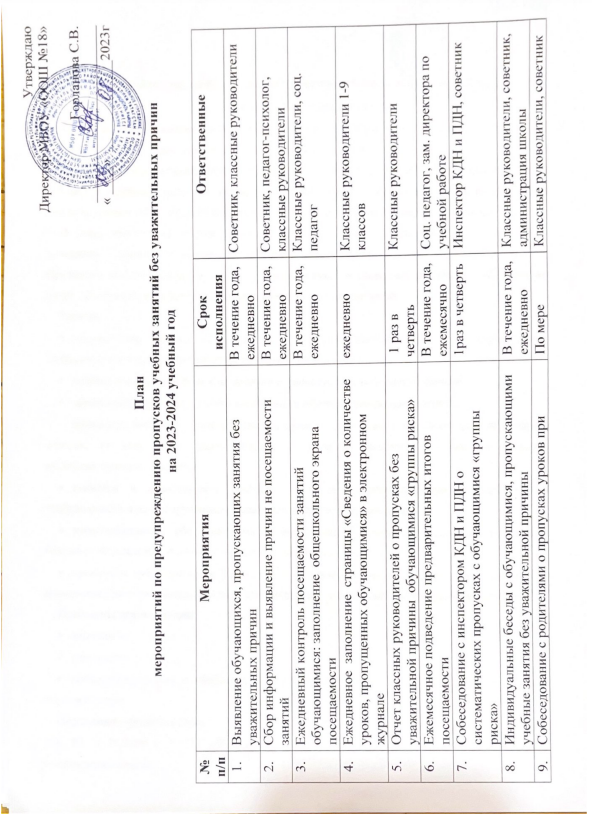 Утверждаю
Директор МБОУ «ООШ №18»
Горланова С.В.
« » 2023г
План
мероприятий по предупреждению пропусков учебных занятий без уважительных причин
на 2023-2024 учебный год
№ п/п Мероприятия Срок исполнения Ответственные
1. Выявление обучающихся, пропускающих занятия без
уважительных причин
В течение года,
ежедневно
Советник, классные руководители
2. Сбор информации и выявление причин не посещаемости
занятий
В течение года,
ежедневно
Советник, педагог-психолог,
классные руководители
3. Ежедневный контроль посещаемости занятий
обучающимися: заполнение общешкольного экрана
посещаемости
В течение года,
ежедневно
Классные руководители, соц.
педагог
4. Ежедневное заполнение страницы «Сведения о количестве
уроков, пропущенных обучающимися» в электронном
журнале
ежедневно
Классные руководители 1-9
классов
5. Отчет классных руководителей о пропусках без
уважительной причины обучающимися «группы риска»
1 раз в
четверть
Классные руководители
6. Ежемесячное подведение предварительных итогов
посещаемости
В течение года,
ежемесячно
Соц. педагог, зам. директора по
учебной работе
7. Собеседование с инспектором КДН и ПДН о
систематических пропусках с обучающимися «группы
риска»
1раз в четверть
Инспектор КДН и ПДН, советник
8. Индивидуальные беседы с обучающимися, пропускающими
учебные занятия без уважительной причины
В течение года,
ежедневно
Классные руководители, советник,
администрация школы
9. Собеседование с родителями о пропусках уроков при
По мере
Классные руководители, советник